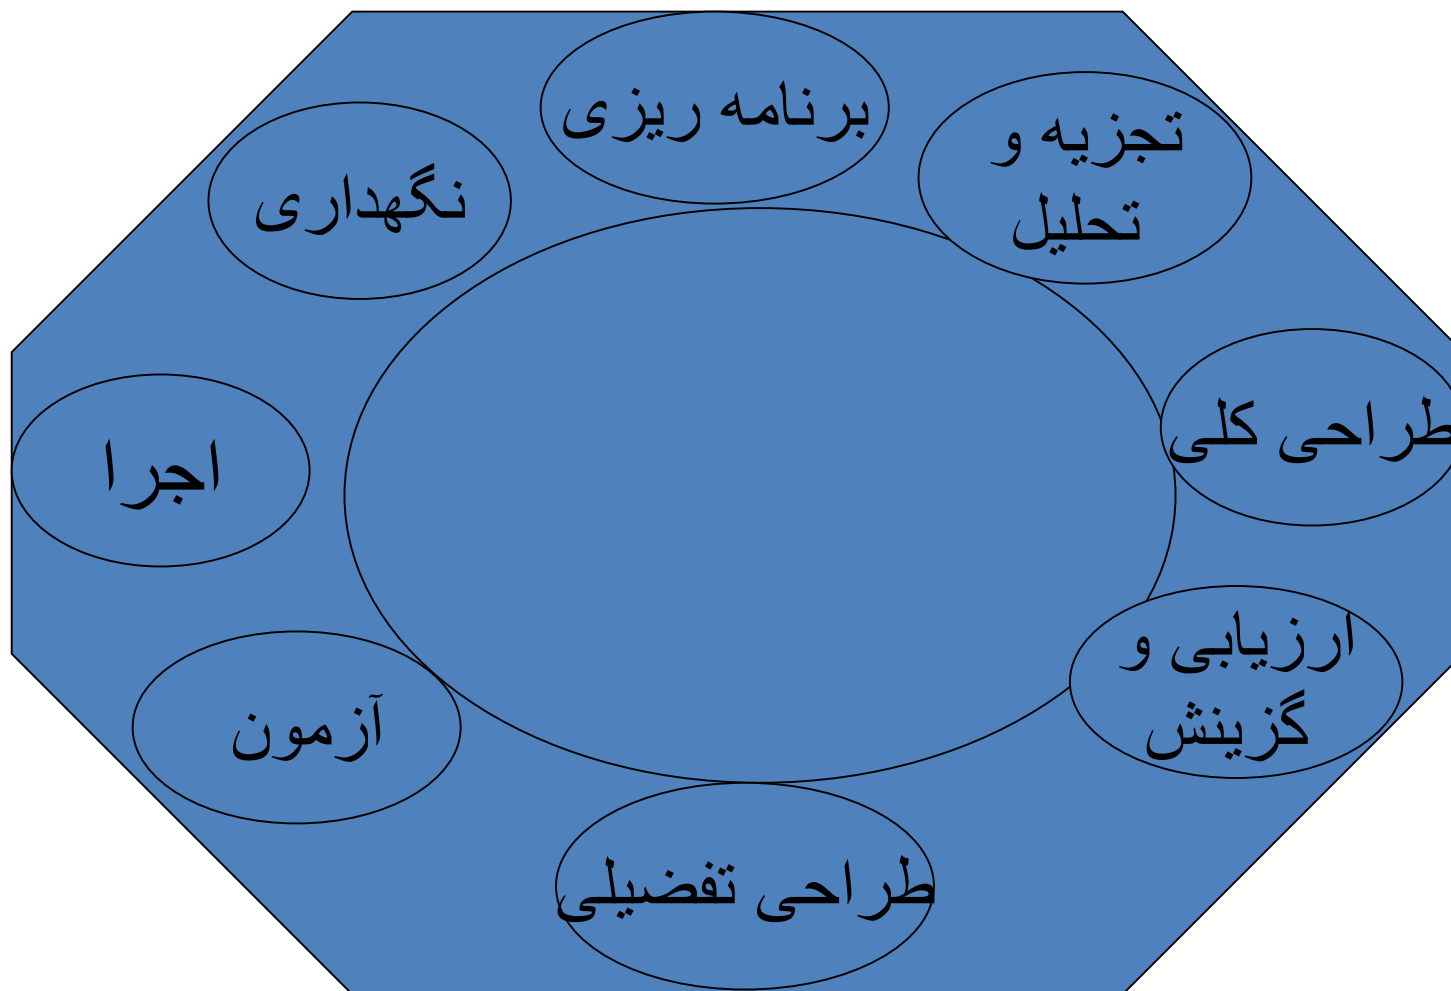 برنامه ریزی
تجزیه و
تحلیل
طراحی کلی
ارزیابی و
گزینش
طراحی تفضیلی
آزمون
اجرا
نگهداری